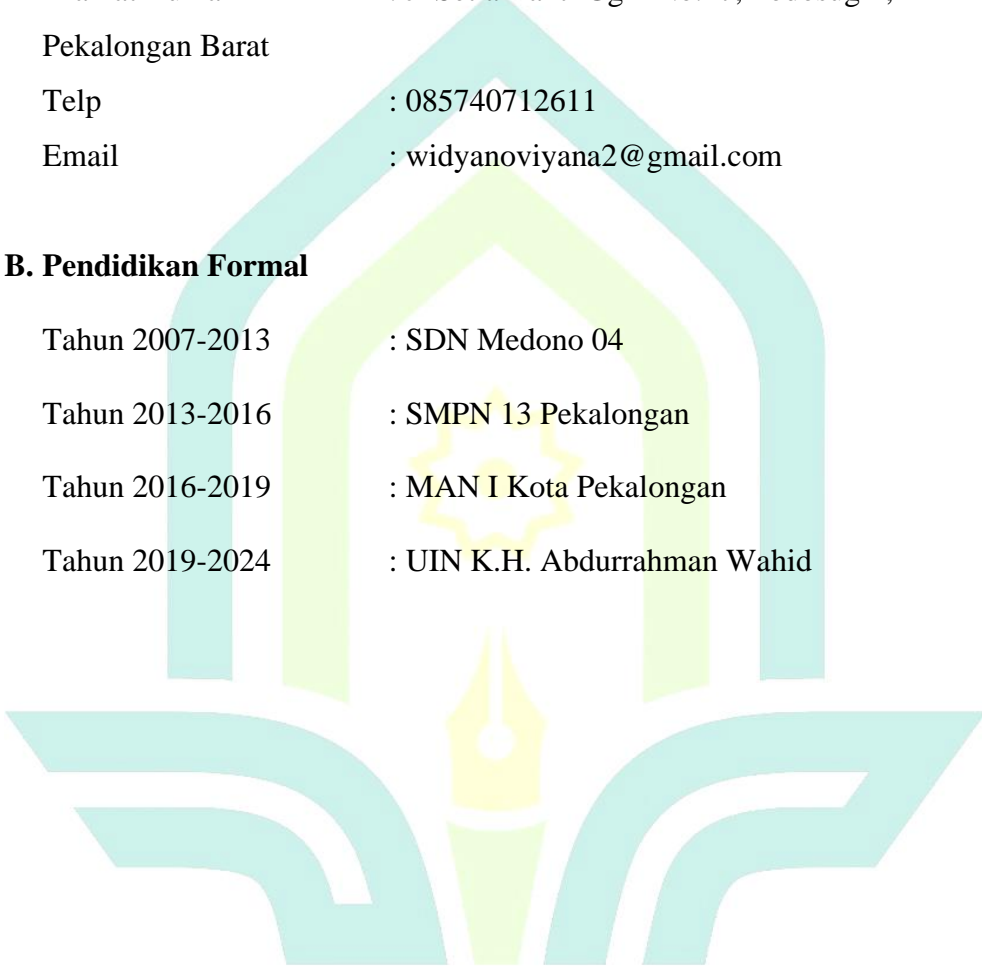 Pekalongan Barat
Telp : 085740712611
Email : widyanoviyana2@gmail.com
B. Pendidikan Formal
Tahun 2007-2013 : SDN Medono 04
Tahun 2013-2016 : SMPN 13 Pekalongan
Tahun 2016-2019 : MAN I Kota Pekalongan
Tahun 2019-2024 : UIN K.H. Abdurrahman Wahid